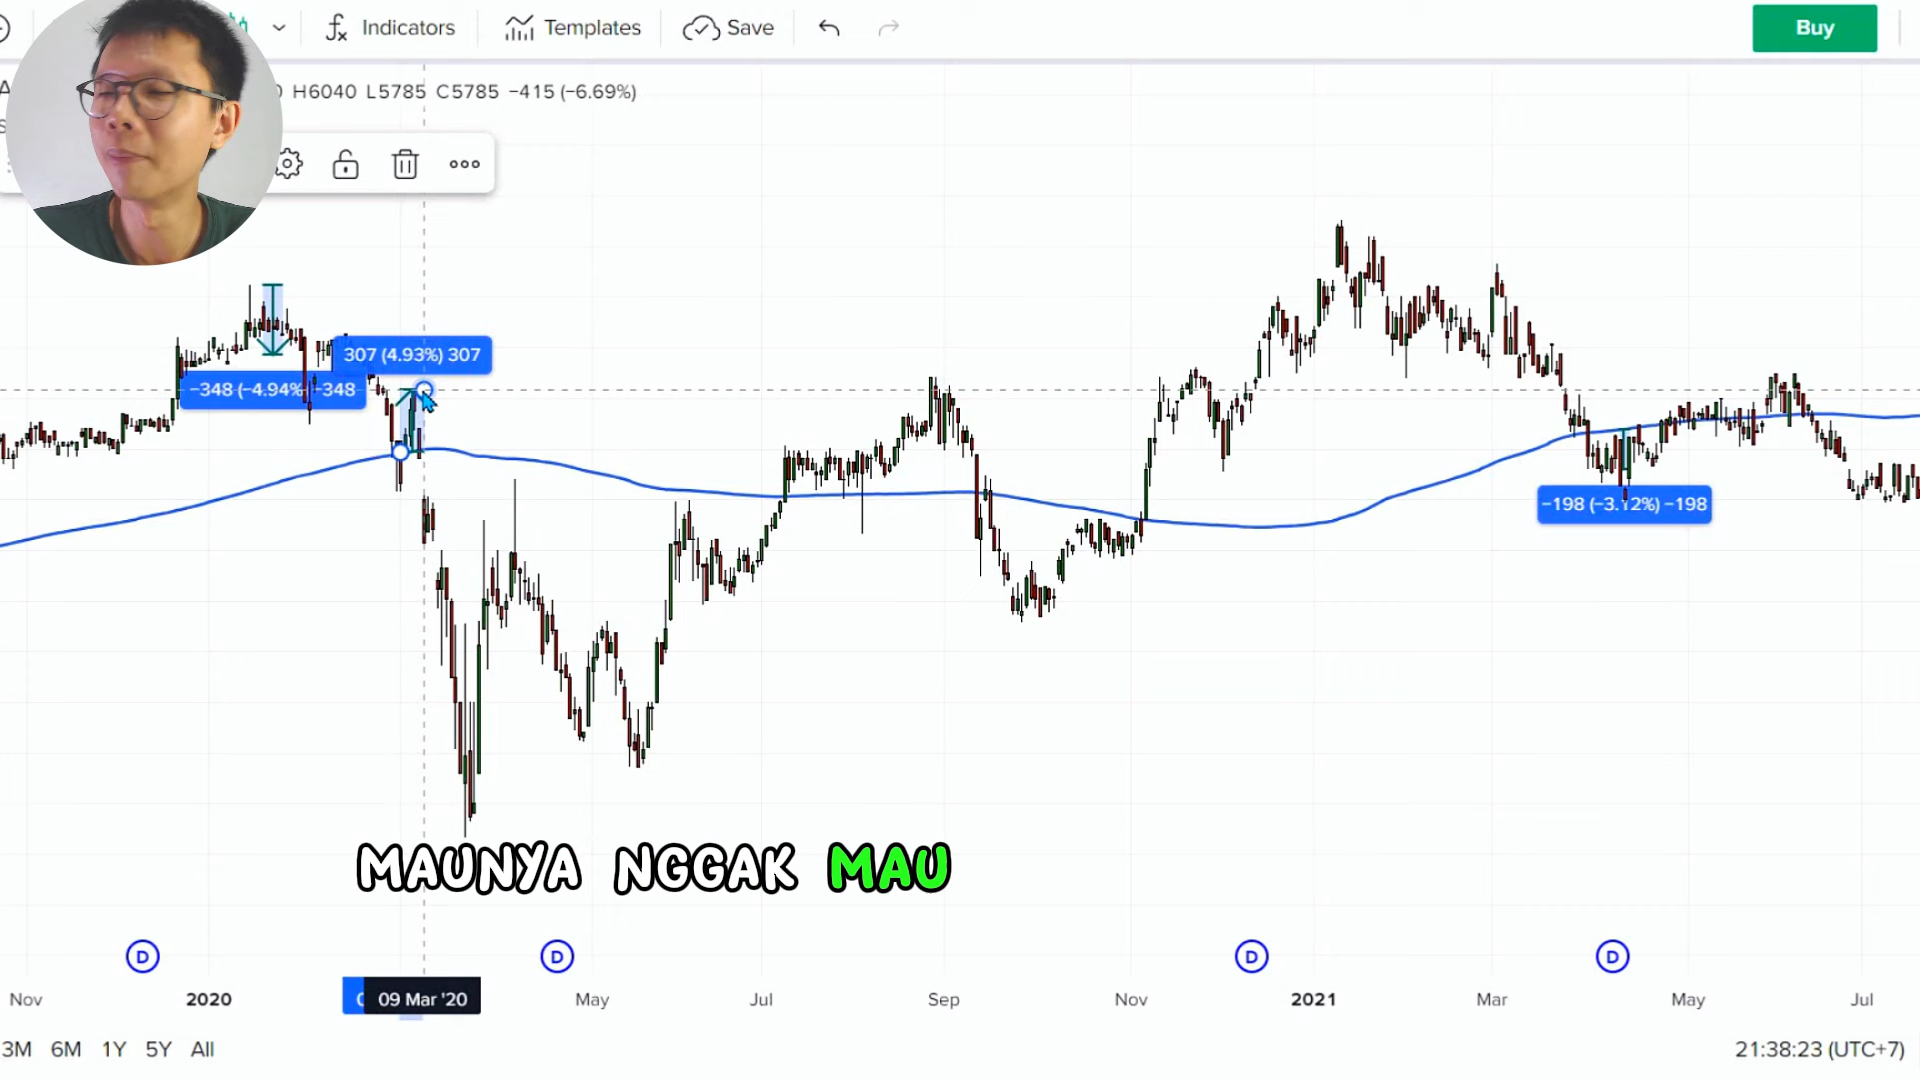 Indicators
Templates
Save
Buy
H6040 L5785 C5785 −415 (−6.69%)
307 (4.93%) 307
−348 (−4.94%) −348
−198 (−3.12%) −198
MAUNYA NGGAK MAU
D
D
D
D
Nov
2020
09 Mar '20
May
Jul
Sep
Nov
2021
Mar
May
Jul
3M 6M 1Y 5Y All
21:38:23 (UTC+7)